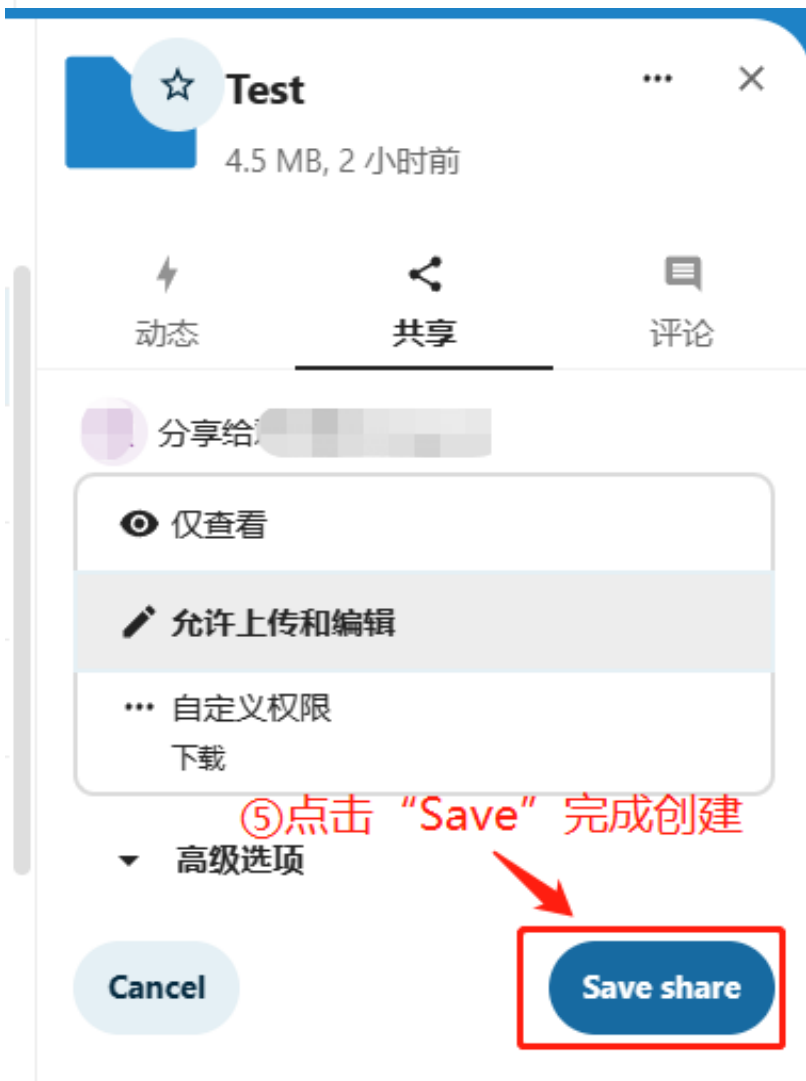 Test
4.5 MB, 2 小时前
动态 共享 评论
分享给
仅查看
允许上传和编辑
自定义权限
下载
⑤点击“Save”完成创建
高级选项
Cancel Save share